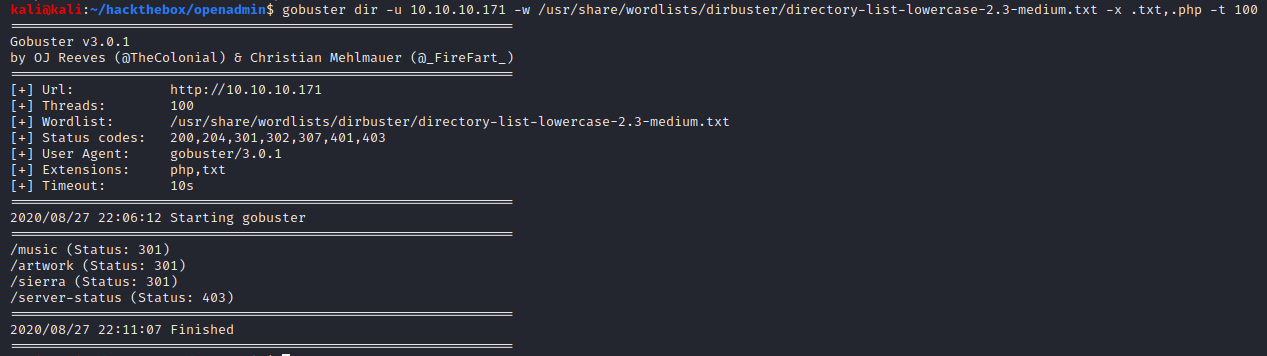 kali@kali:~/hackthebox/openadmin$ gobuster dir -u 10.10.10.171 -w /usr/share/wordlists/dirbuster/directory-list-lowercase-2.3-medium.txt -x .txt,.php -t 100
===============================================================
Gobuster v3.0.1
by OJ Reeves (@TheColonial) & Christian Mehlmauer (@_FireFart_)
===============================================================
[+] Url:            http://10.10.10.171
[+] Threads:        100
[+] Wordlist:       /usr/share/wordlists/dirbuster/directory-list-lowercase-2.3-medium.txt
[+] Status codes:   200,204,301,302,307,401,403
[+] User Agent:     gobuster/3.0.1
[+] Extensions:     php,txt
[+] Timeout:        10s
===============================================================
2020/08/27 22:06:12 Starting gobuster
===============================================================
/music (Status: 301)
/artwork (Status: 301)
/sierra (Status: 301)
/server-status (Status: 403)
===============================================================
2020/08/27 22:11:07 Finished
===============================================================